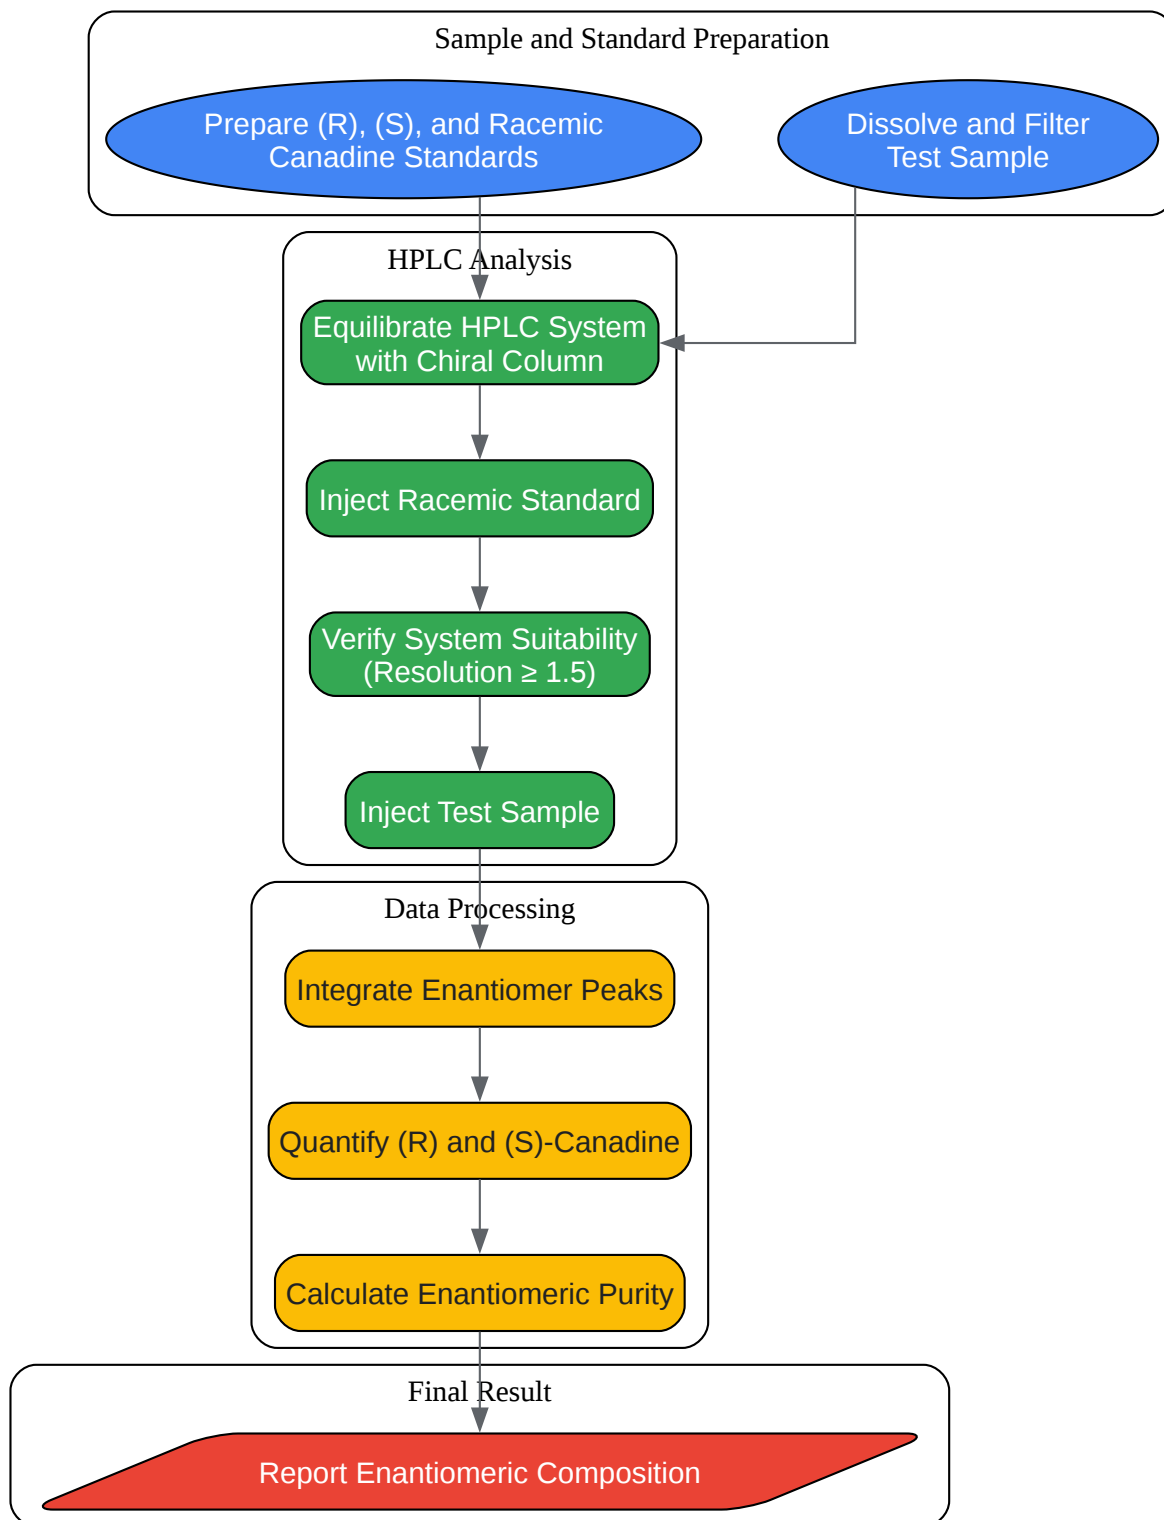 Sample and Standard Preparation
Prepare (R), (S), and Racemic
Canadine Standards
Dissolve and Filter
Test Sample
HPLC Analysis
Equilibrate HPLC System
with Chiral Column
Inject Racemic Standard
Verify System Suitability
(Resolution ≥ 1.5)
Inject Test Sample
Data Processing
Integrate Enantiomer Peaks
Quantify (R) and (S)-Canadine
Calculate Enantiomeric Purity
Final Result
Report Enantiomeric Composition